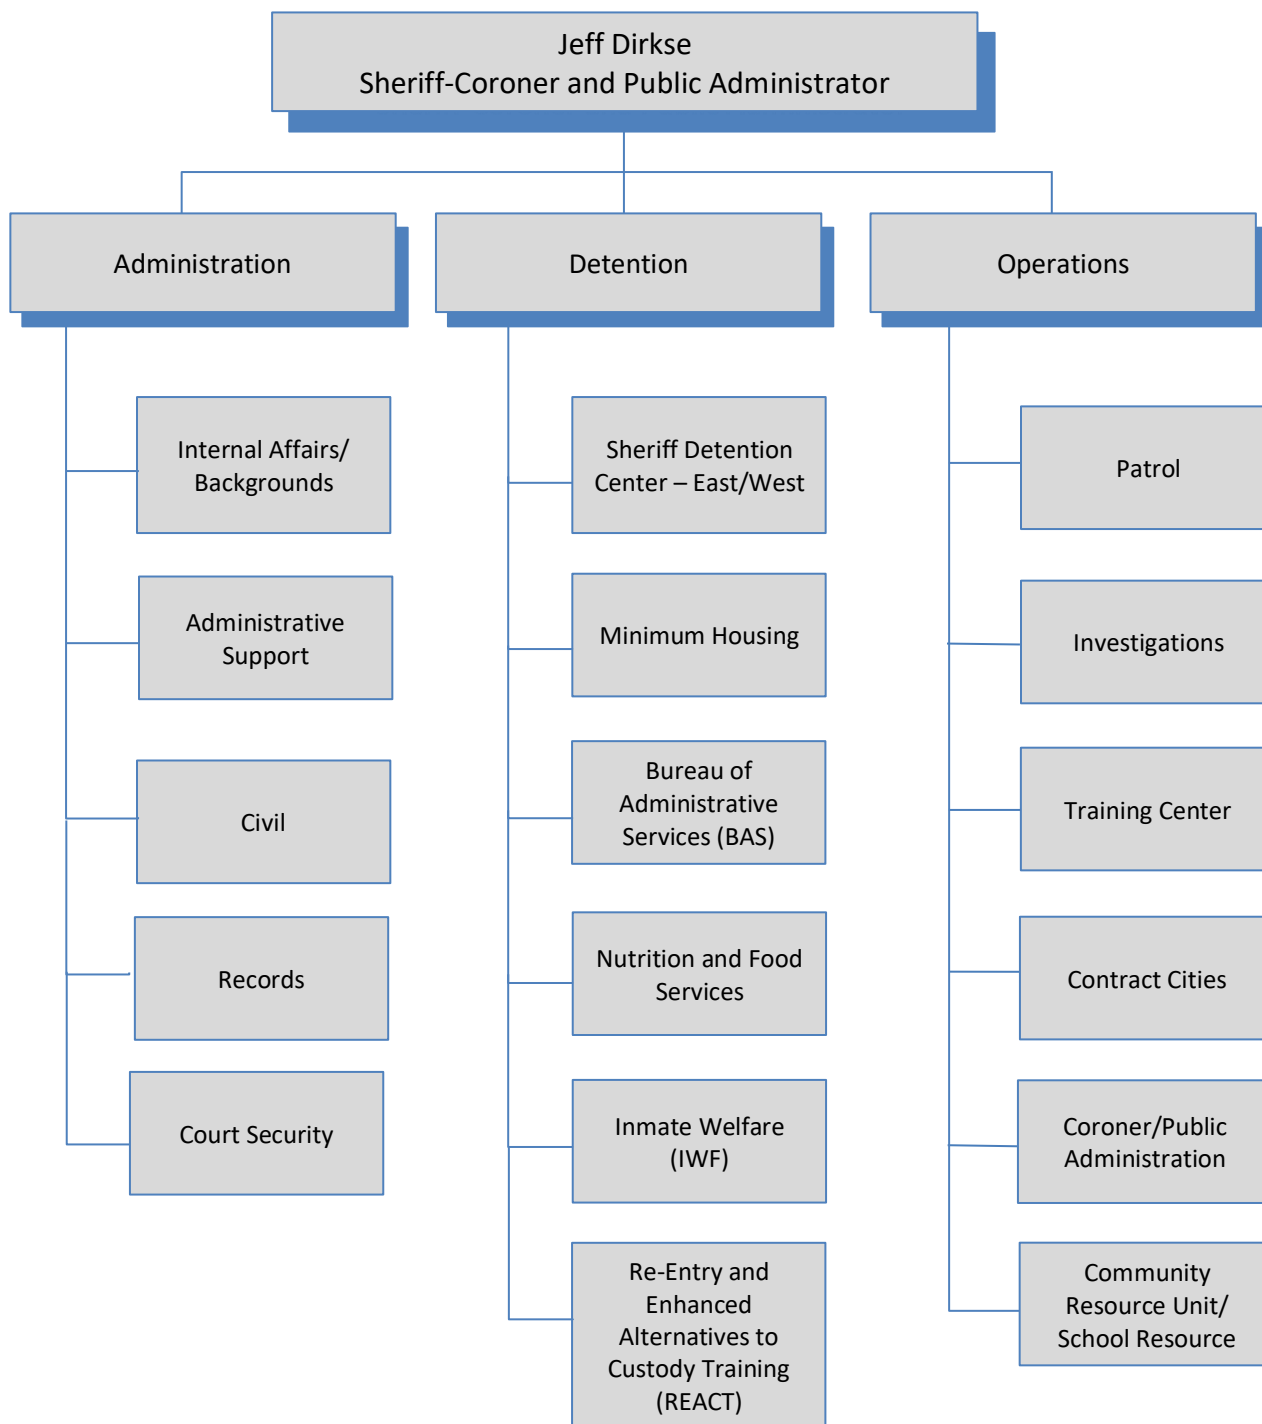 Jeff Dirkse
Sheriff-Coroner and Public Administrator
Administration
Detention
Operations
Internal Affairs/
Backgrounds
Administrative
Support
Civil
Records
Court Security
Sheriff Detention
Center – East/West
Minimum Housing
Bureau of
Administrative
Services (BAS)
Nutrition and Food
Services
Inmate Welfare
(IWF)
Re-Entry and
Enhanced
Alternatives to
Custody Training
(REACT)
Patrol
Investigations
Training Center
Contract Cities
Coroner/Public
Administration
Community
Resource Unit/
School Resource